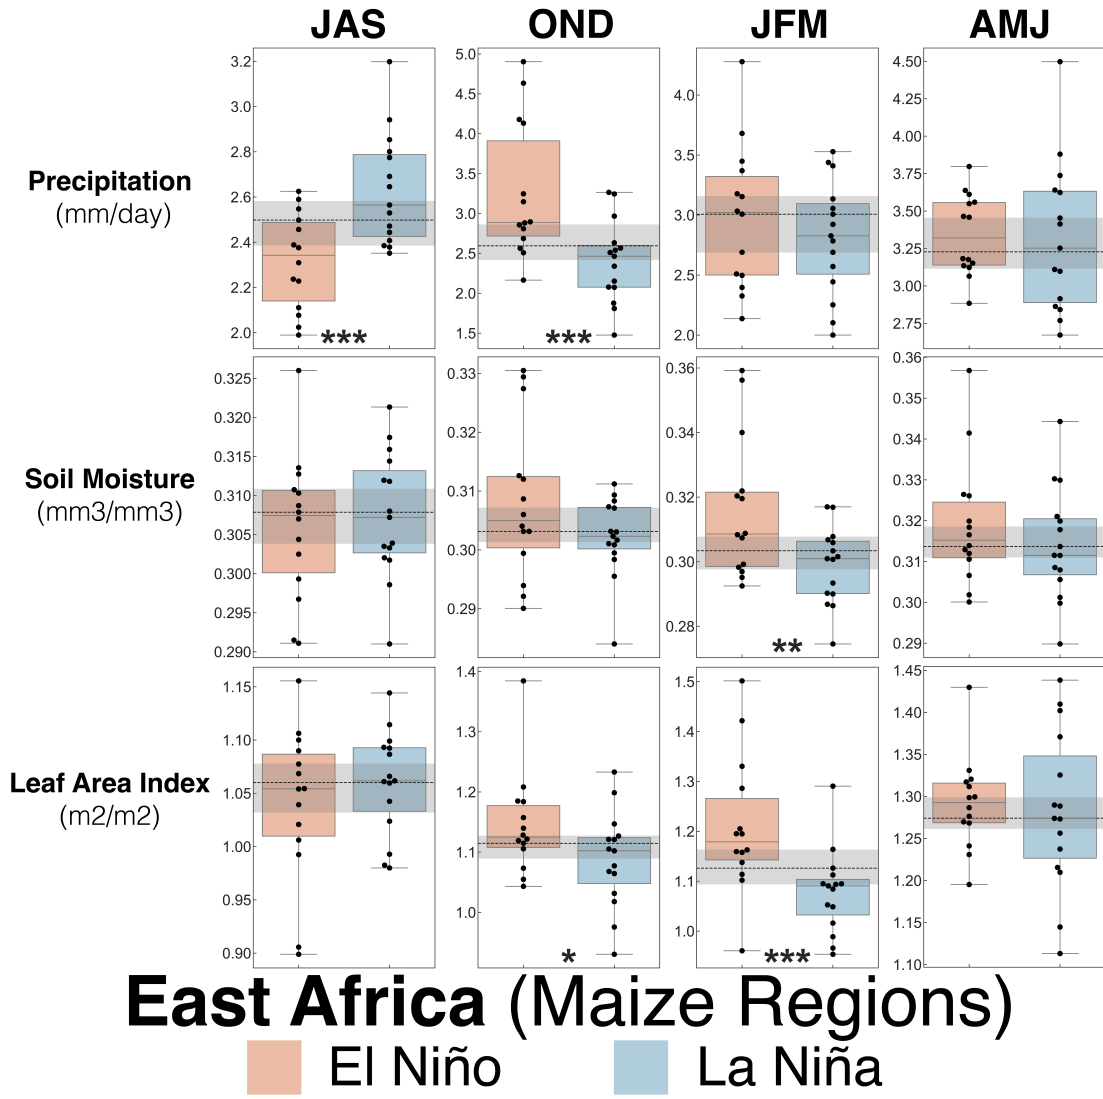 JAS OND JFM AMJ
Precipitation
(mm/day)
3.2 3.0 2.8 2.6 2.4 2.2 2.0
***
5.0 4.5 4.0 3.5 3.0 2.5 2.0 1.5
***
4.0 3.5 3.0 2.5 2.0
4.50 4.25 4.00 3.75 3.50 3.25 3.00 2.75
Soil Moisture
(mm3/mm3)
0.325 0.320 0.315 0.310 0.305 0.300 0.295 0.290
0.33 0.32 0.31 0.30 0.29
0.36 0.34 0.32 0.30 0.28
**
0.36 0.35 0.34 0.33 0.32 0.31 0.30 0.29
Leaf Area Index
(m2/m2)
1.15 1.10 1.05 1.00 0.95 0.90
1.4 1.3 1.2 1.1 1.0
*
1.5 1.4 1.3 1.2 1.1 1.0
***
1.45 1.40 1.35 1.30 1.25 1.20 1.15 1.10
East Africa (Maize Regions)
El Niño La Niña